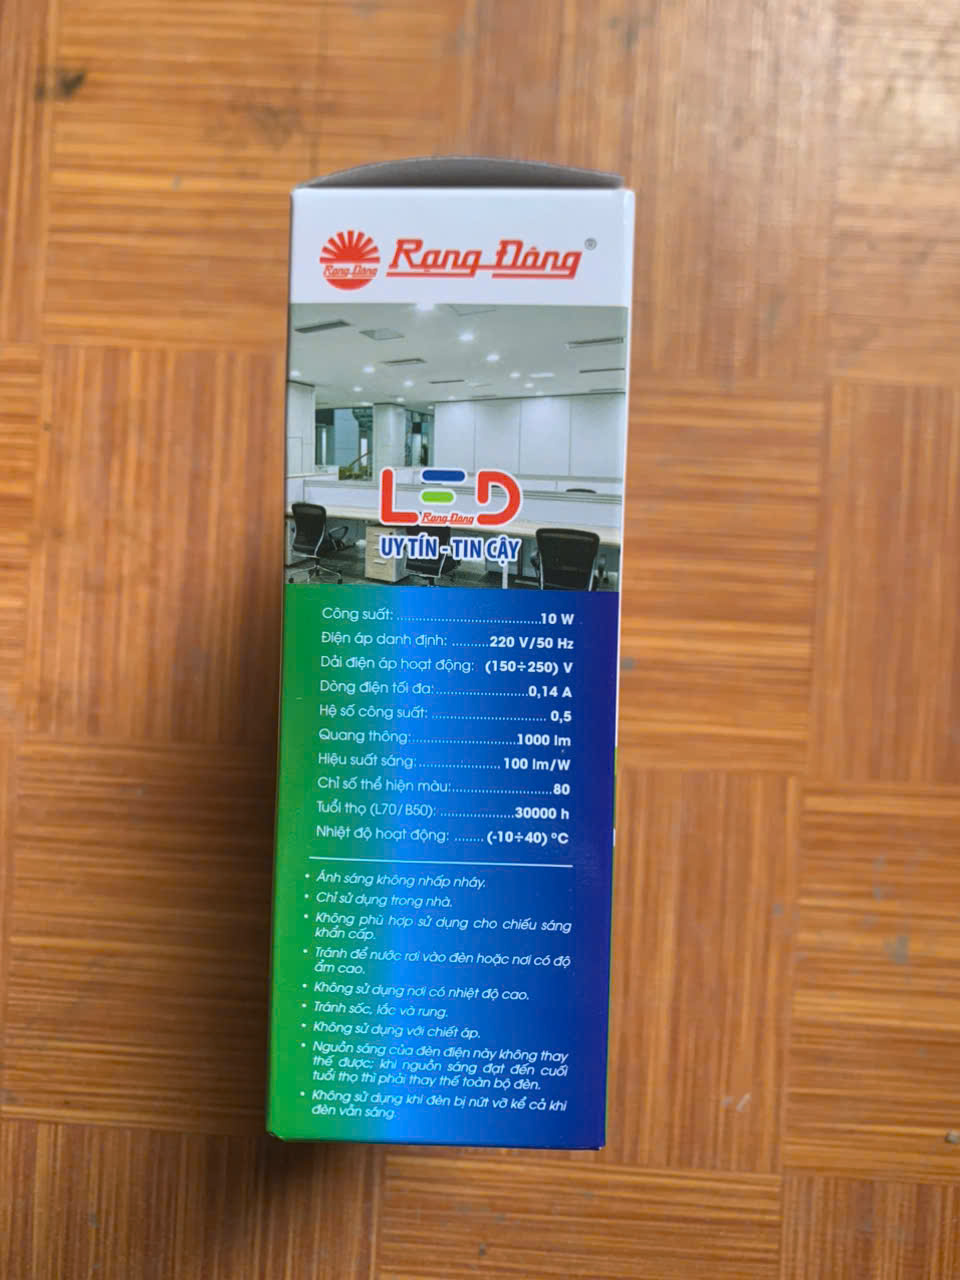 Rạng Đông Rạng Đông®
LED
Rạng Đông
UY TÍN - TIN CẬY
Công suất: ....................................10 W
Điện áp danh định: ..........220 V/50 Hz
Dải điện áp hoạt động: (150÷250) V
Dòng điện tối đa:.......................0,14 A
Hệ số công suất: ............................. 0,5
Quang thông:..........................1000 lm
Hiệu suất sáng:..................... 100 lm/W
Chỉ số thể hiện màu:.........................80
Tuổi thọ (L70/B50): ...................30000 h
Nhiệt độ hoạt động: ........ (-10÷40) °C
• Ánh sáng không nhấp nháy.
• Chỉ sử dụng trong nhà.
• Không phù hợp sử dụng cho chiếu sáng
khẩn cấp.
• Tránh để nước rơi vào đèn hoặc nơi có độ
ẩm cao.
• Không sử dụng nơi có nhiệt độ cao.
• Tránh sốc, lắc và rung.
• Không sử dụng với chiết áp.
• Nguồn sáng của đèn điện này không thay
thế được; khi nguồn sáng đạt đến cuối
tuổi thọ thì phải thay thế toàn bộ đèn.
• Không sử dụng khi đèn bị nứt vỡ kể cả khi
đèn vẫn sáng.